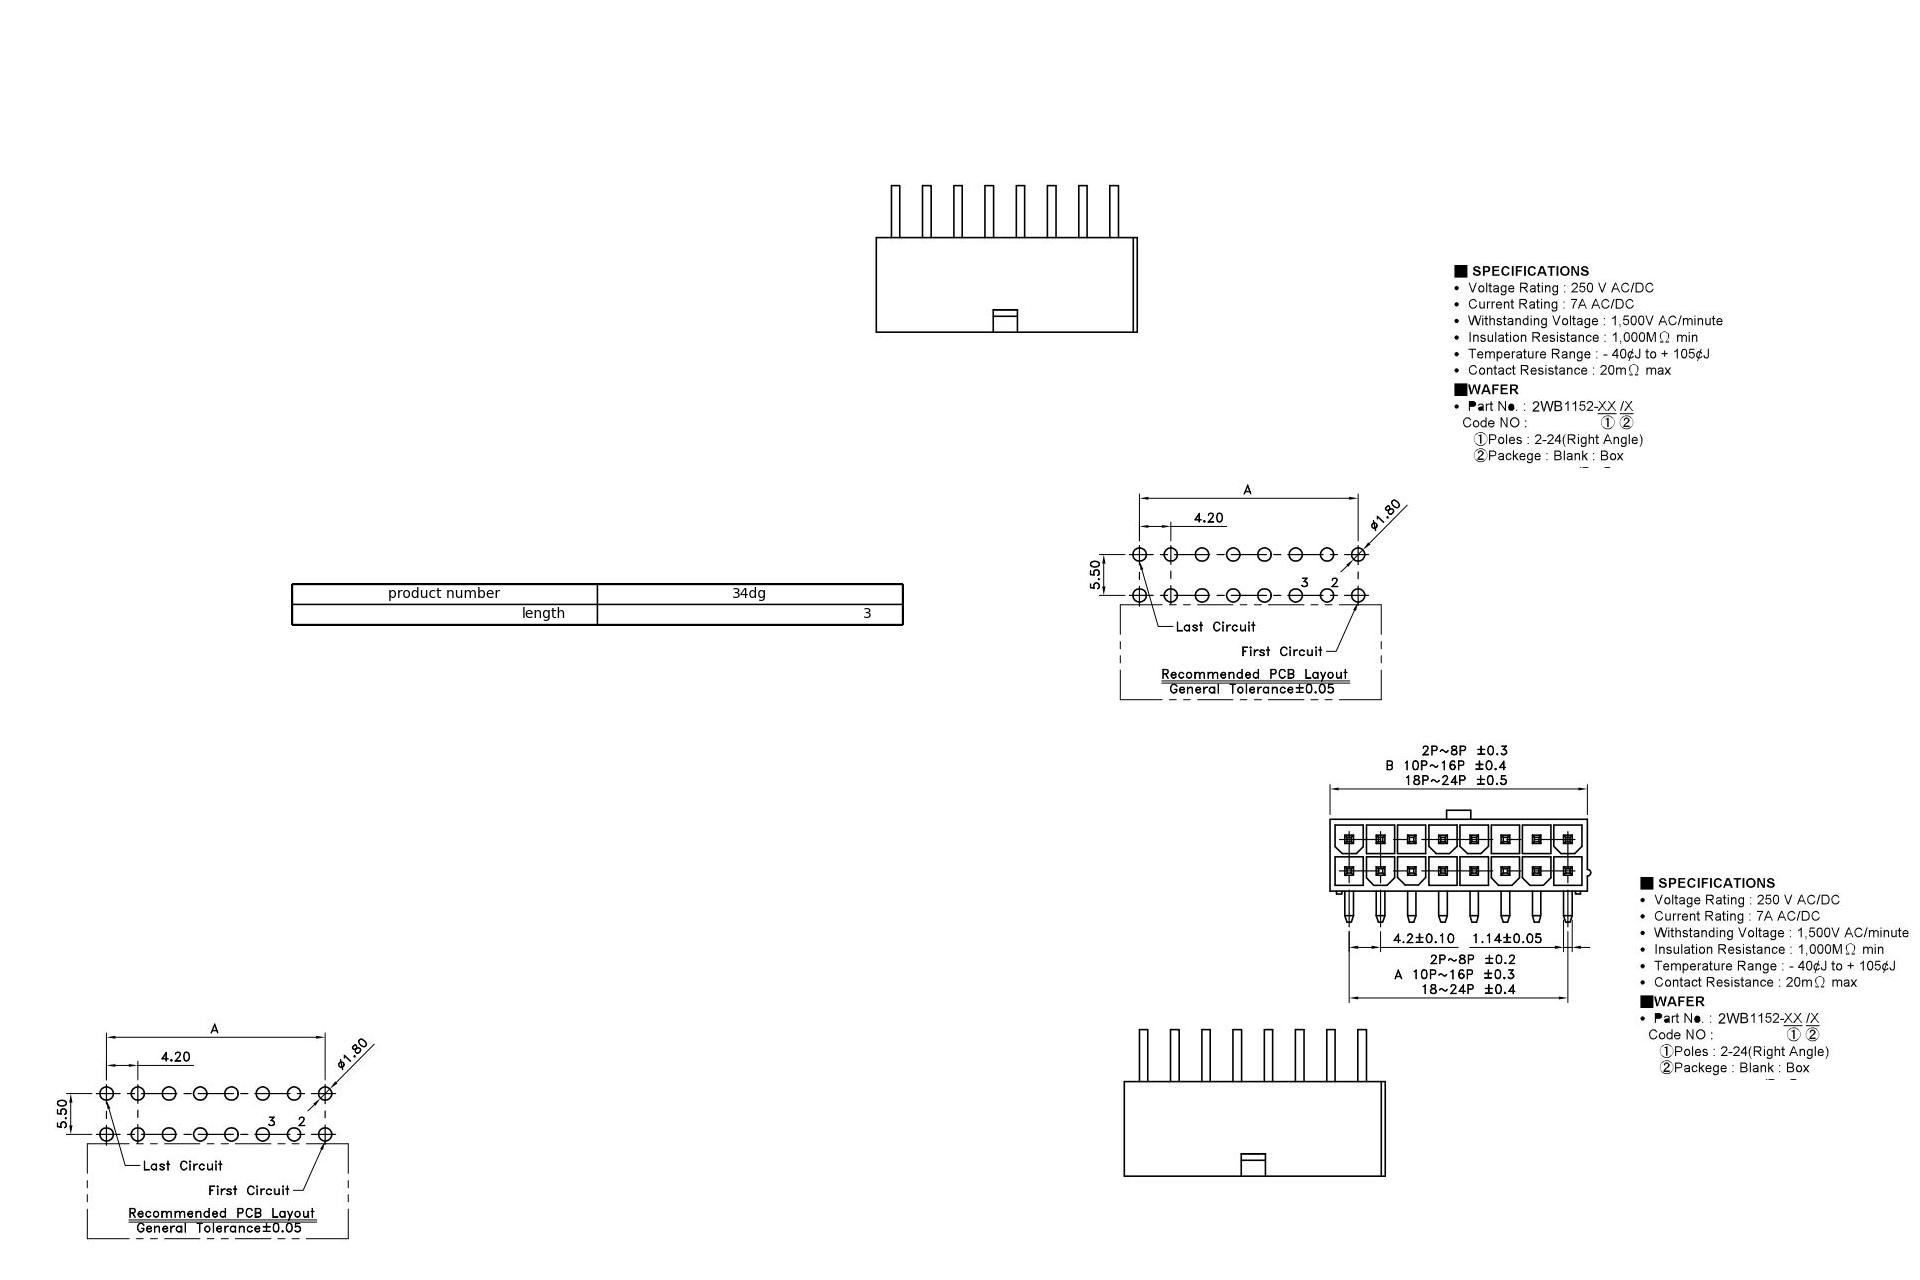 ■ SPECIFICATIONS
• Voltage Rating : 250 V AC/DC
• Current Rating : 7A AC/DC
• Withstanding Voltage : 1,500V AC/minute
• Insulation Resistance : 1,000MΩ min
• Temperature Range : - 40¢J to + 105¢J
• Contact Resistance : 20mΩ max
■WAFER
• Part No. : 2WB1152-XX /X
Code NO : ① ②
①Poles : 2-24(Right Angle)
②Packege : Blank : Box
A
4.20
ø1.80
5.50
3 2
Last Circuit
First Circuit
Recommended PCB Layout
General Tolerance±0.05
product number 34dg
length 3
2P~8P ±0.3
B 10P~16P ±0.4
18P~24P ±0.5
4.2±0.10 1.14±0.05
2P~8P ±0.2
A 10P~16P ±0.3
18~24P ±0.4
■ SPECIFICATIONS
• Voltage Rating : 250 V AC/DC
• Current Rating : 7A AC/DC
• Withstanding Voltage : 1,500V AC/minute
• Insulation Resistance : 1,000MΩ min
• Temperature Range : - 40¢J to + 105¢J
• Contact Resistance : 20mΩ max
■WAFER
• Part No. : 2WB1152-XX /X
Code NO : ① ②
①Poles : 2-24(Right Angle)
②Packege : Blank : Box
A
4.20
ø1.80
5.50
3 2
Last Circuit
First Circuit
Recommended PCB Layout
General Tolerance±0.05